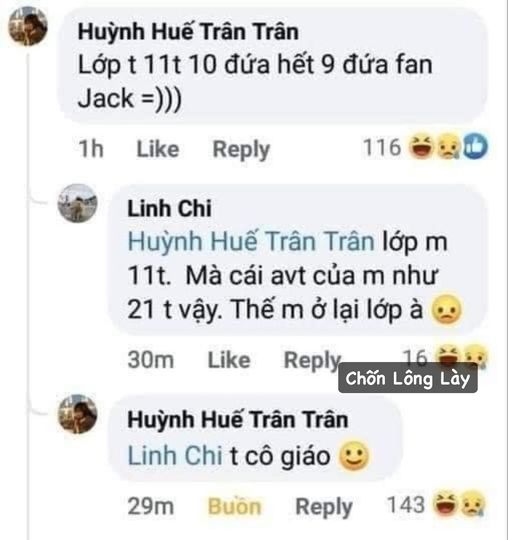 Huỳnh Huế Trân Trân
Lớp t 11t 10 đứa hết 9 đứa fan
Jack =)))
1h Like Reply 116
Linh Chi
Huỳnh Huế Trân Trân lớp m
11t. Mà cái avt của m như
21 t vậy. Thế m ở lại lớp à
30m Like Reply 16
Chốn Lông Lày
Huỳnh Huế Trân Trân
Linh Chi t cô giáo
29m Buồn Reply 143